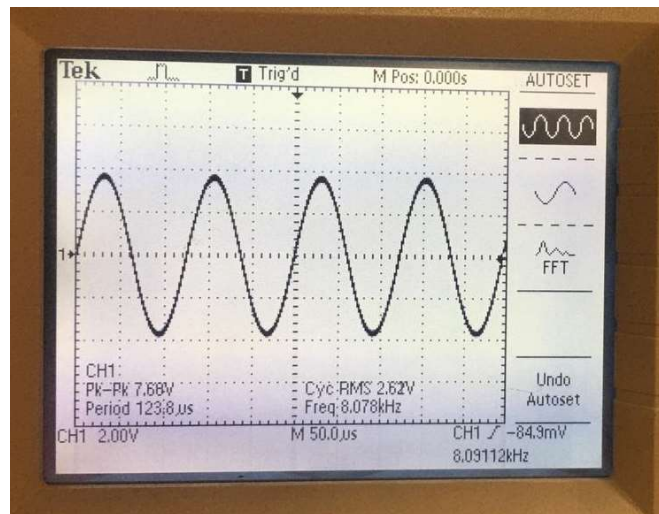 Tek T Trig'd M Pos: 0.000s AUTOSET
1
FFT
CH1
Pk-Pk 7.68V Cyc RMS 2.62V
Period 123.8µs Freq 8.078kHz
Undo
Autoset
CH1 2.00V M 50.0µs CH1 -84.9mV
8.09112kHz